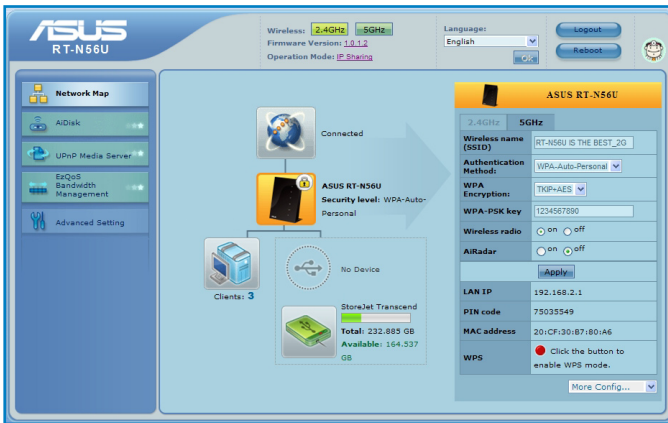 ASUS
RT-N56U
Wireless: 2.4GHz 5GHz
Firmware Version: 1.0.1.2
Operation Mode: IP Sharing
Language:
English
OK
Logout
Reboot
Network Map
AiDisk
UPnP Media Server
EzQoS
Bandwidth
Management
Advanced Setting
Connected
ASUS RT-N56U
Security level: WPA-Auto-
Personal
Clients: 3
No Device
StoreJet Transcend
Total: 232.885 GB
Available: 164.537
GB
ASUS RT-N56U
2.4GHz 5GHz
Wireless name
(SSID)
RT-N56U IS THE BEST_2G
Authentication
Method:
WPA-Auto-Personal
WPA
Encryption:
TKIP+AES
WPA-PSK key
1234567890
Wireless radio
on off
AiRadar
on off
Apply
LAN IP
192.168.2.1
PIN code
75035549
MAC address
20:CF:30:B7:80:A6
WPS
Click the button to
enable WPS mode.
More Config...